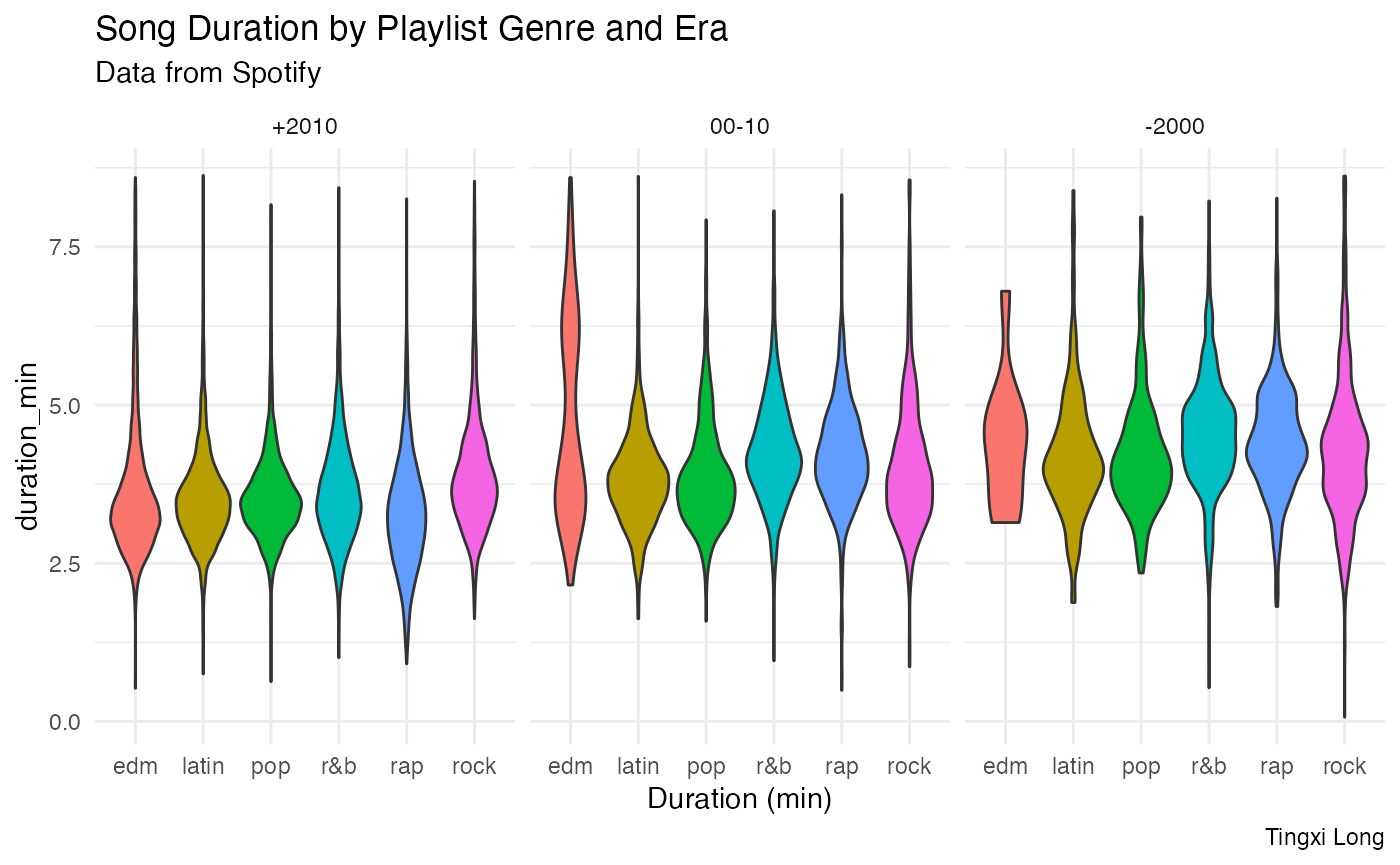 Song Duration by Playlist Genre and Era
Data from Spotify
+2010 00-10 -2000
duration_min
7.5
5.0
2.5
0.0
edm latin pop r&b rap rock edm latin pop r&b rap rock edm latin pop r&b rap rock
Duration (min)
Tingxi Long